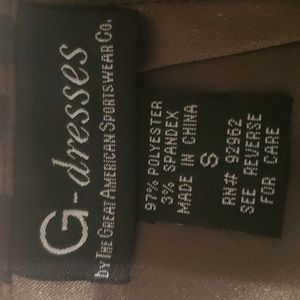 G-dresses
BY THE GREAT AMERICAN SPORTSWEAR CO.
97% POLYESTER
3% SPANDEX
MADE IN CHINA
S
RN# 92962
SEE REVERSE
FOR CARE